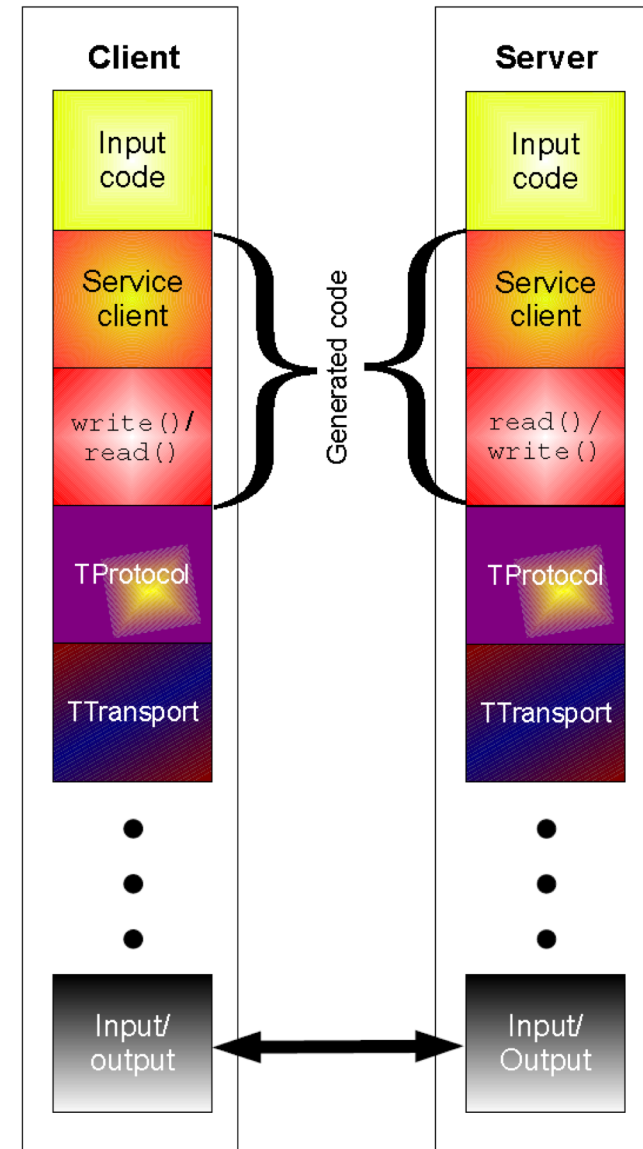 Client
Input
code
Service
client
write()/
read()
TProtocol
TTransport
Input/
output
Generated code
Server
Input
code
Service
client
read()/
write()
TProtocol
TTransport
Input/
Output